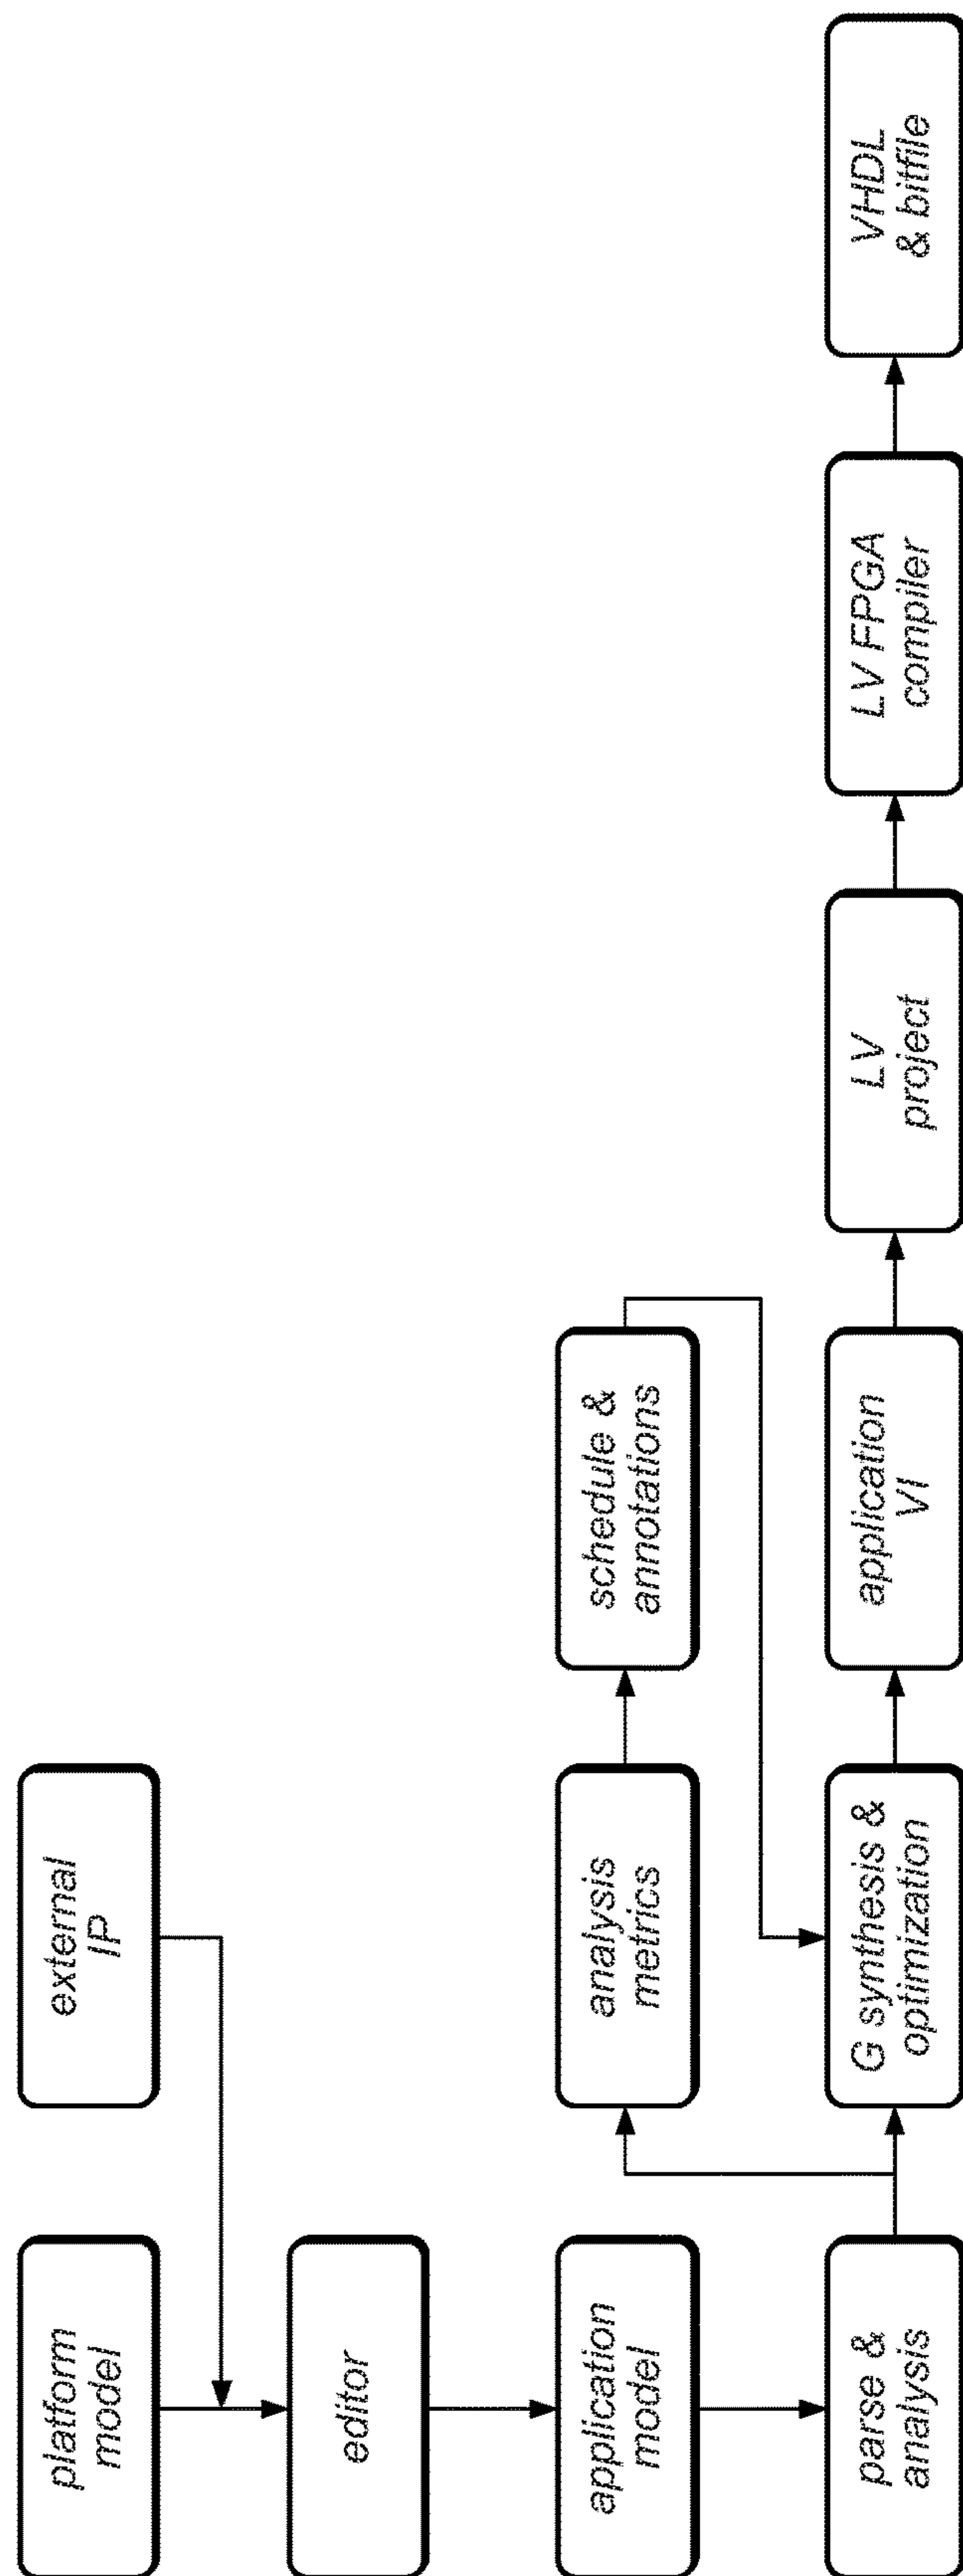 platform
model
external
IP
editor
application
model
analysis
metrics
schedule &
annotations
parse &
analysis
G synthesis &
optimization
application
VI
LV
project
LV FPGA
compiler
VHDL
& bitfile